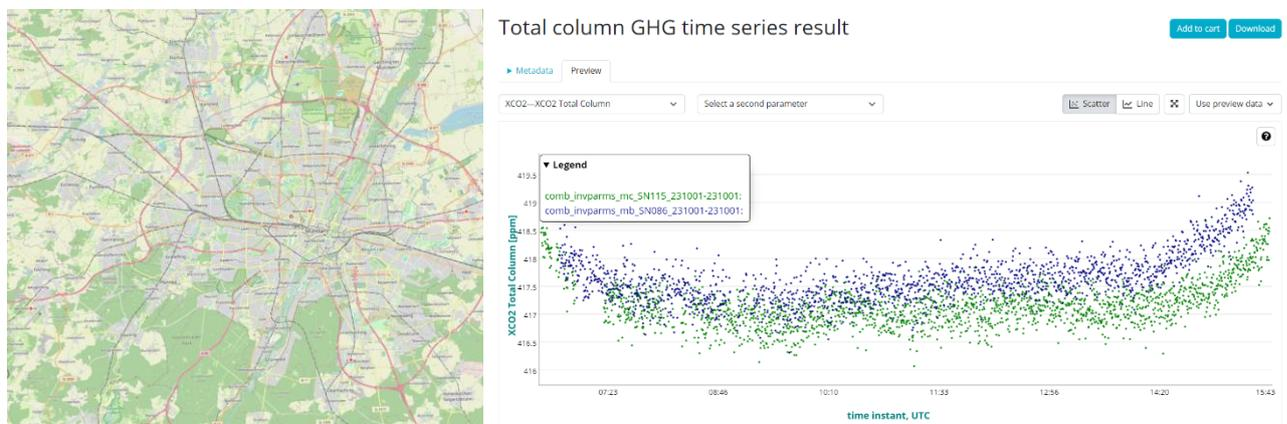 Total column GHG time series result
Add to cart
Download
▸ Metadata
Preview
XCO2—XCO2 Total Column
Select a second parameter
Scatter
Line
Use preview data
▾ Legend
comb_invparms_mc_SN115_231001-231001:
comb_invparms_mb_SN086_231001-231001:
XCO2 Total Column [ppm]
419.5
419
418.5
418
417.5
417
416.5
416
07:23
08:46
10:10
11:33
12:56
14:20
15:43
time instant, UTC